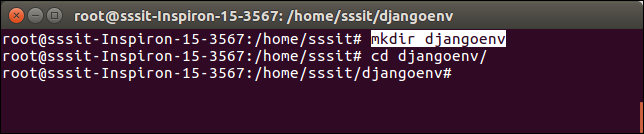 root@sssit-Inspiron-15-3567: /home/sssit/djangoenv
root@sssit-Inspiron-15-3567:/home/sssit# mkdir djangoenv
root@sssit-Inspiron-15-3567:/home/sssit# cd djangoenv/
root@sssit-Inspiron-15-3567:/home/sssit/djangoenv#